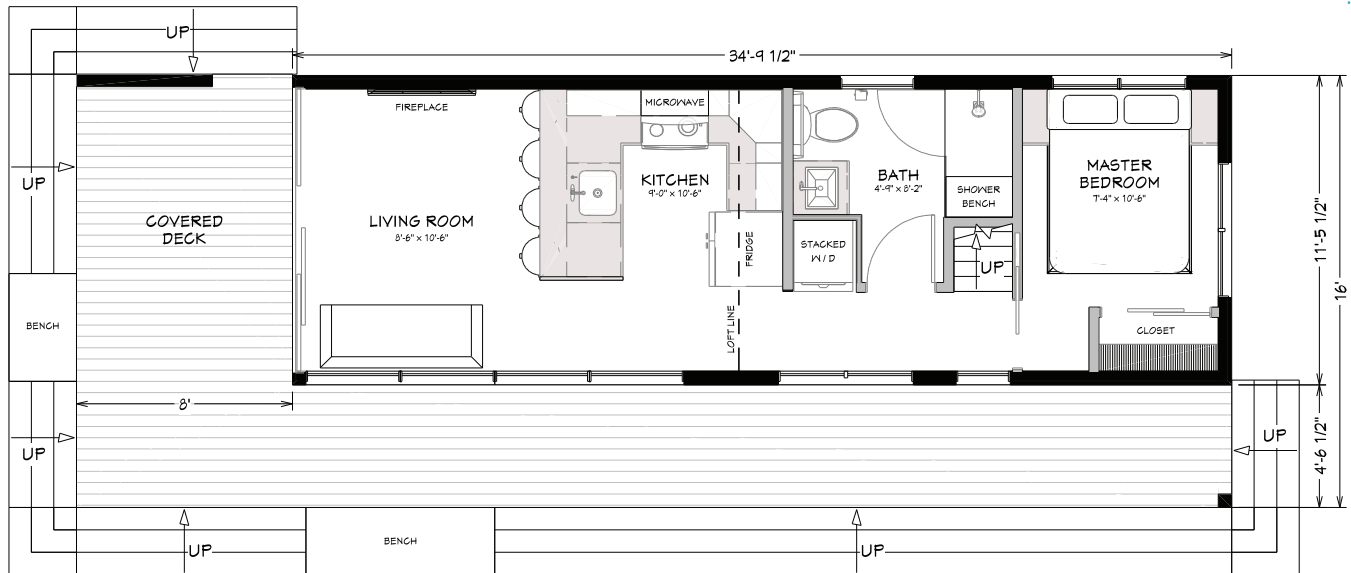 UP
34'-9 1/2"
FIREPLACE
MICROWAVE
KITCHEN
9'-0" x 10'-6"
BATH
4'-9" x 8'-2"
SHOWER
BENCH
MASTER
BEDROOM
7'-4" x 10'-6"
UP
COVERED
DECK
LIVING ROOM
8'-6" x 10'-6"
FRIDGE
STACKED
W / D
UP
11'-5 1/2"
16'
BENCH
LOFT LINE
CLOSET
8'
UP
UP
4'-6 1/2"
UP
BENCH
UP